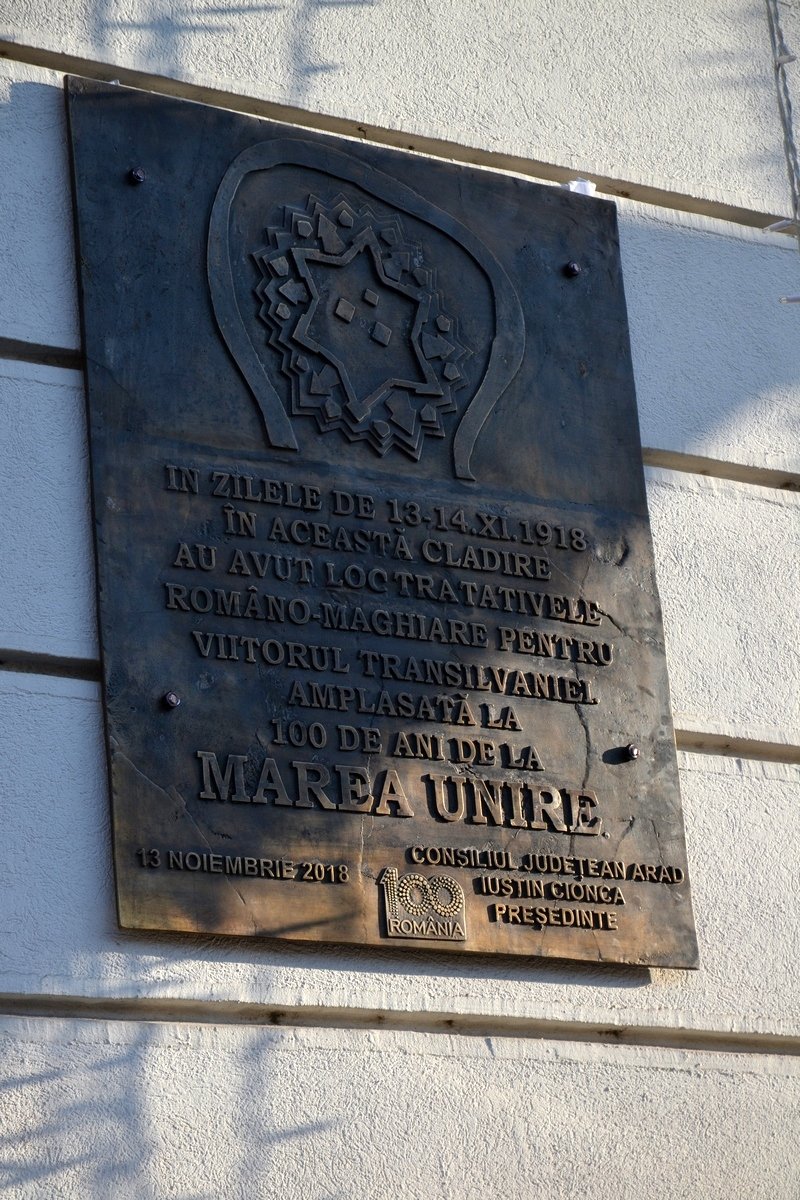 IN ZILELE DE 13-14.XI.1918
ÎN ACEASTĂ CLADIRE
AU AVUT LOC TRATATIVELE
ROMÂNO-MAGHIARE PENTRU
VIITORUL TRANSILVANIEI.
AMPLASATĂ LA
100 DE ANI DE LA
MAREA UNIRE.
13 NOIEMBRIE 2018
100
ROMÂNIA
CONSILIUL JUDEȚEAN ARAD
IUSTIN CIONCA
PREȘEDINTE